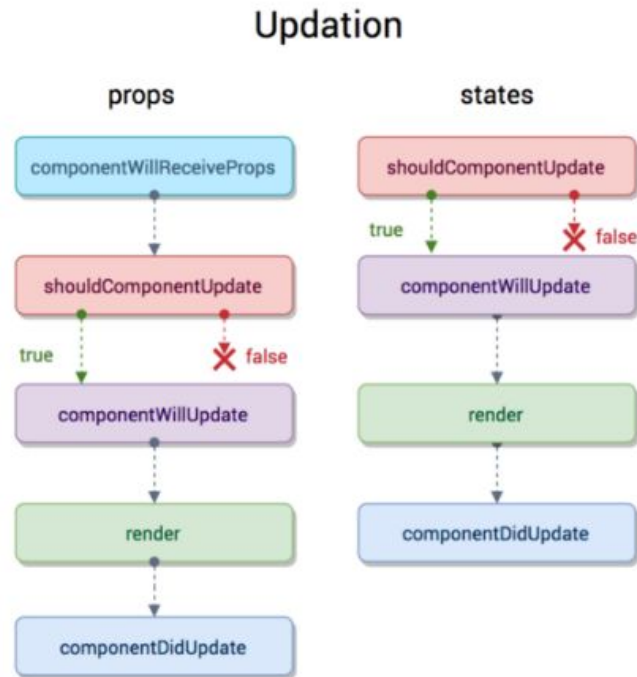 Updation
props
componentWillReceiveProps
shouldComponentUpdate
true
false
componentWillUpdate
render
componentDidUpdate
states
shouldComponentUpdate
true
false
componentWillUpdate
render
componentDidUpdate